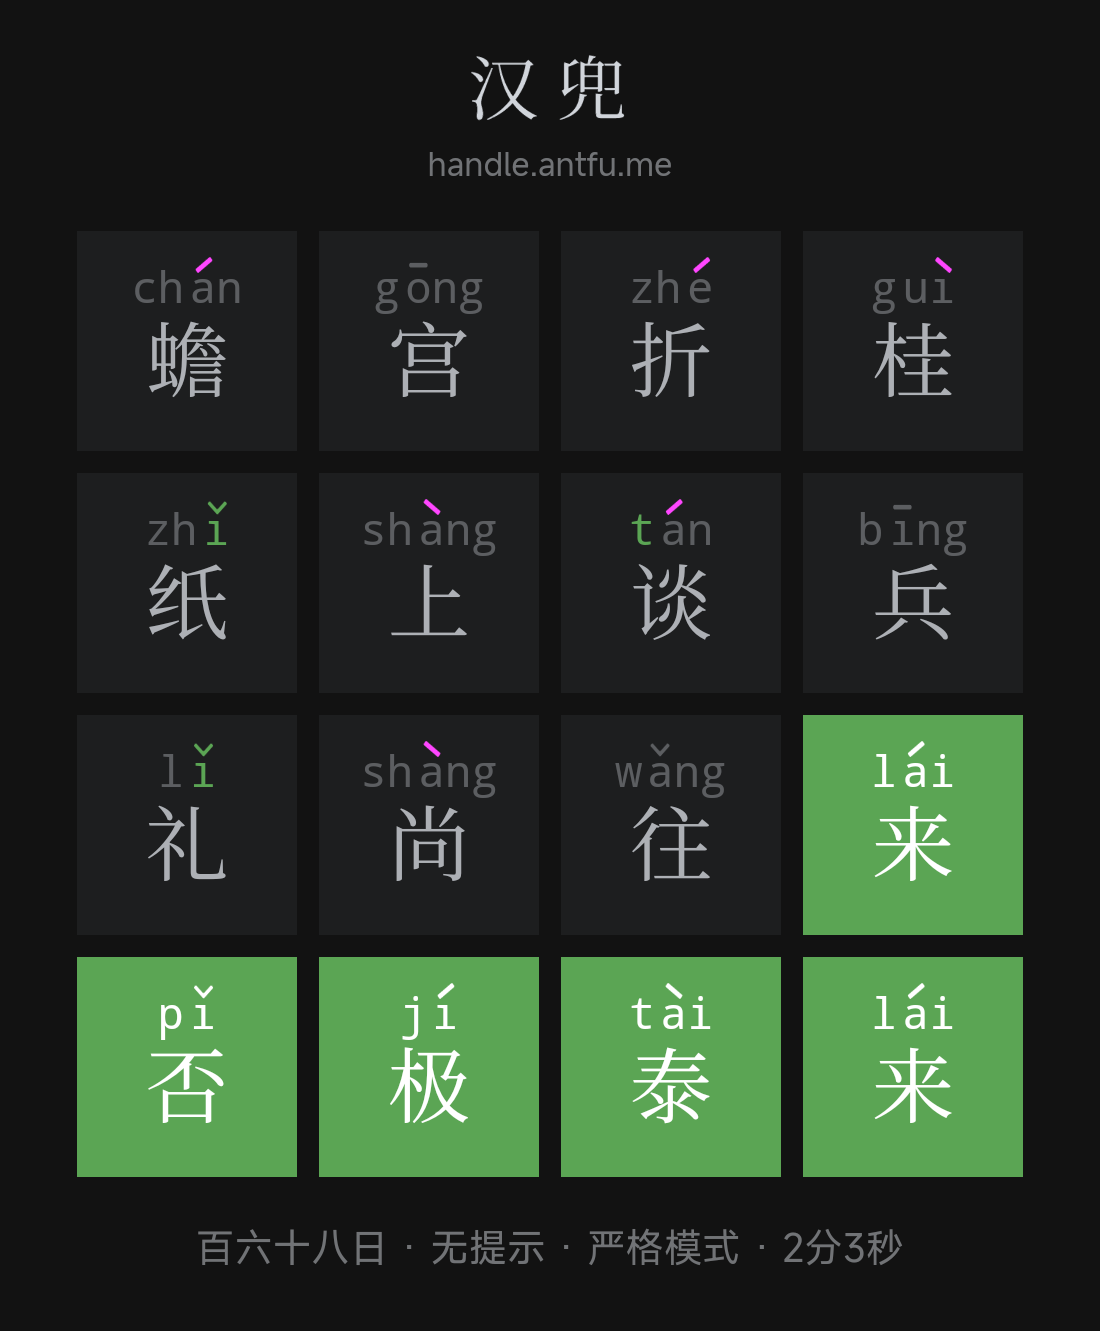 汉兜
handle.antfu.me
chán gōng zhé guì
蟾 宫 折 桂
zhǐ shàng tán bīng
纸 上 谈 兵
lǐ shàng wǎng lái
礼 尚 往 来
pǐ jí tài lái
否 极 泰 来
百六十八日 · 无提示 · 严格模式 · 2分3秒